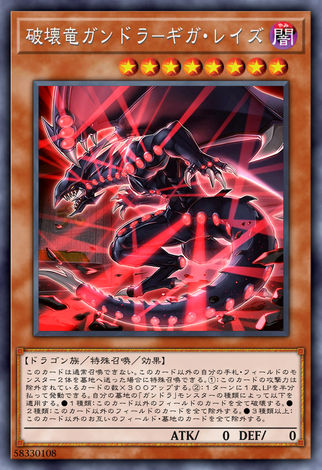 破壊竜ガンドラ-ギガ・レイズ
闇
やみ
【ドラゴン族/特殊召喚/効果】
このカードは通常召喚できない。このカード以外の自分の手札・フィールドのモ
ンスター2体を墓地へ送った場合に特殊召喚できる。①:このカードの攻撃力は
除外されているカードの数×300アップする。②:1ターンに1度、LPを半分
払って発動できる。自分の墓地の「ガンドラ」モンスターの種類によって以下を
適用する。●1種類:このカード以外のフィールドのカードを全て破壊する。●
2種類:このカード以外のフィールドのカードを全て除外する。●3種類以上:
このカード以外のお互いのフィールド・墓地のカードを全て除外する。
ATK/ 0 DEF/ 0
58330108